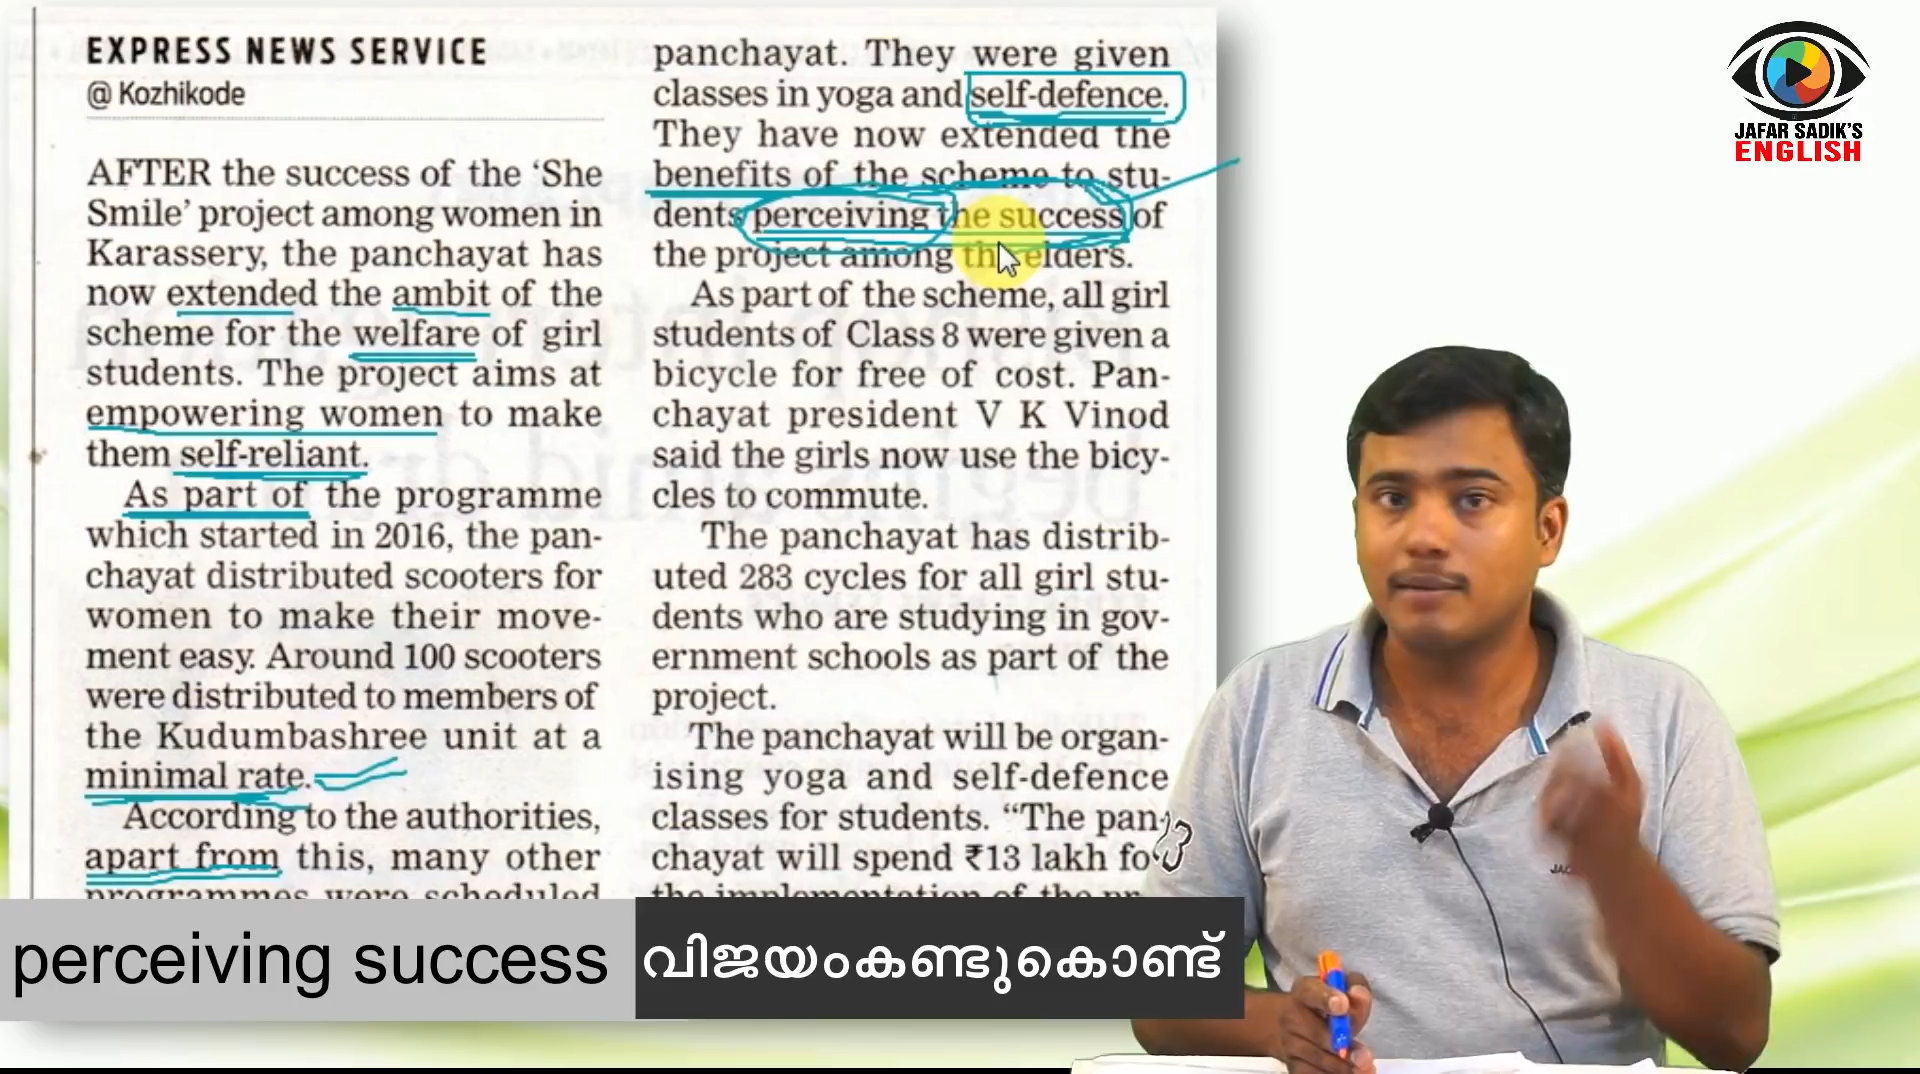 EXPRESS NEWS SERVICE
@ Kozhikode
AFTER the success of the ‘She
Smile’ project among women in
Karassery, the panchayat has
now extended the ambit of the
scheme for the welfare of girl
students. The project aims at
empowering women to make
them self-reliant.
As part of the programme
which started in 2016, the pan-
chayat distributed scooters for
women to make their move-
ment easy. Around 100 scooters
were distributed to members of
the Kudumbashree unit at a
minimal rate.
According to the authorities,
apart from this, many other
programmes were scheduled
panchayat. They were given
classes in yoga and self-defence.
They have now extended the
benefits of the scheme to stu-
dents perceiving the success of
the project among the elders.
As part of the scheme, all girl
students of Class 8 were given a
bicycle for free of cost. Pan-
chayat president V K Vinod
said the girls now use the bicy-
cles to commute.
The panchayat has distrib-
uted 283 cycles for all girl stu-
dents who are studying in gov-
ernment schools as part of the
project.
The panchayat will be organ-
ising yoga and self-defence
classes for students. “The pan-
chayat will spend ₹13 lakh for
the implementation of the
JAFAR SADIK'S
ENGLISH
perceiving success
വിജയംകണ്ടുകൊണ്ട്